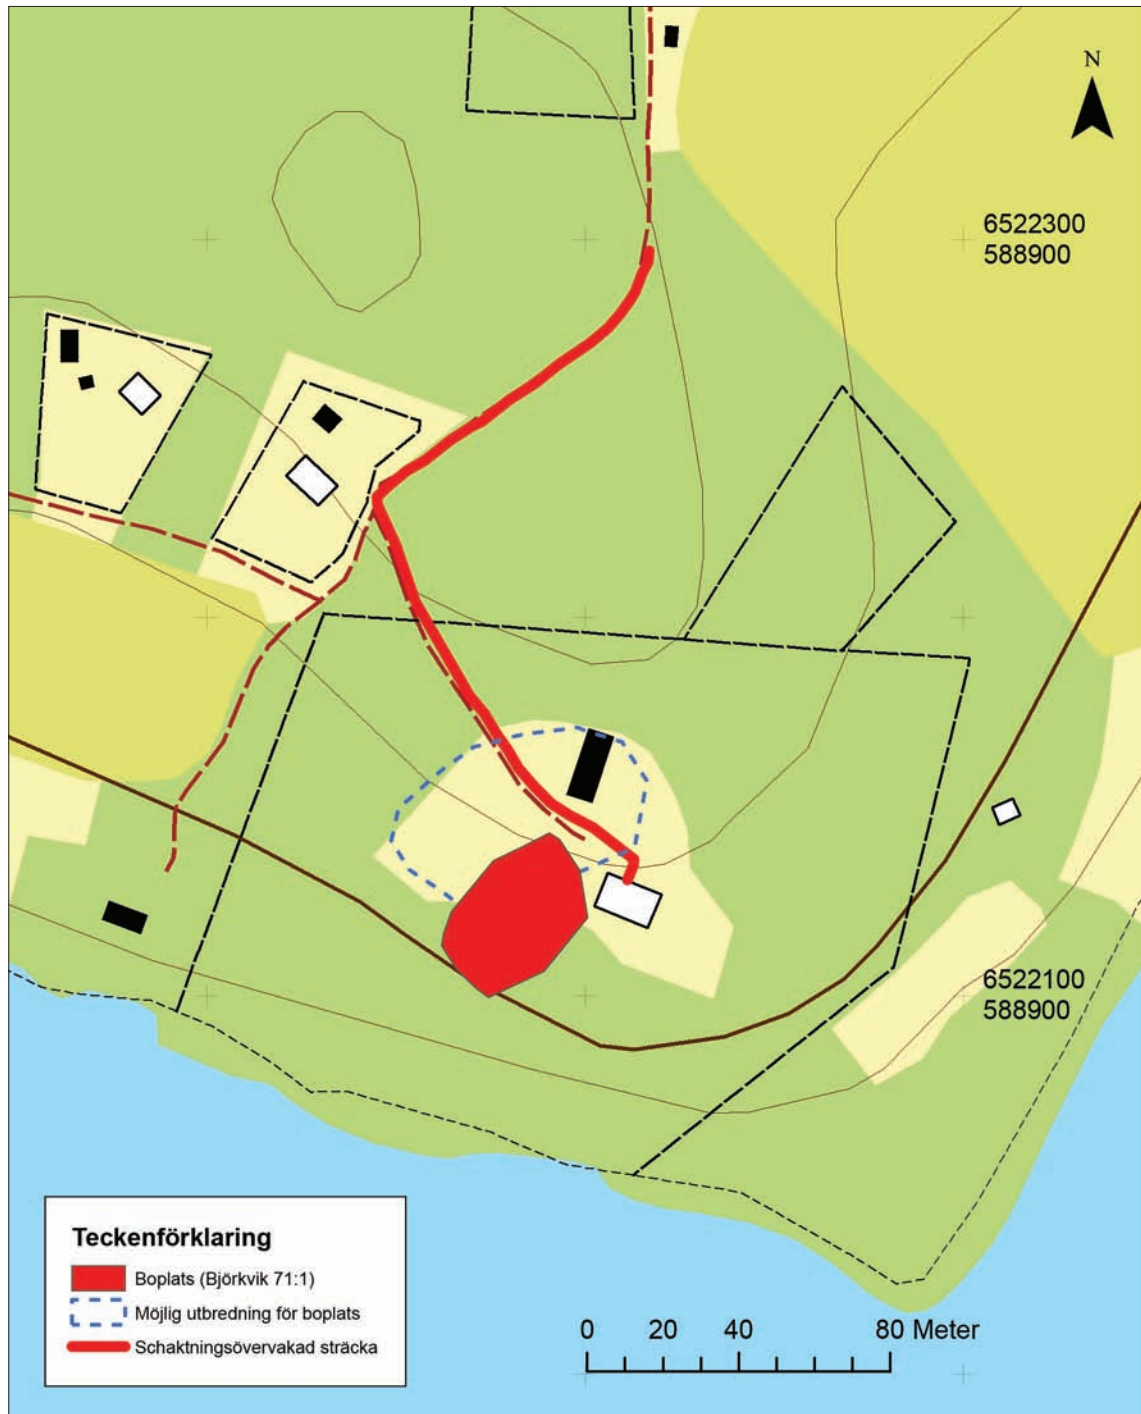 N
6522300
588900
6522100
588900
Teckenförklaring
Boplats (Björkvik 71:1)
Möjlig utbredning för boplats
Schaktningsövervakad sträcka
0 20 40 80 Meter